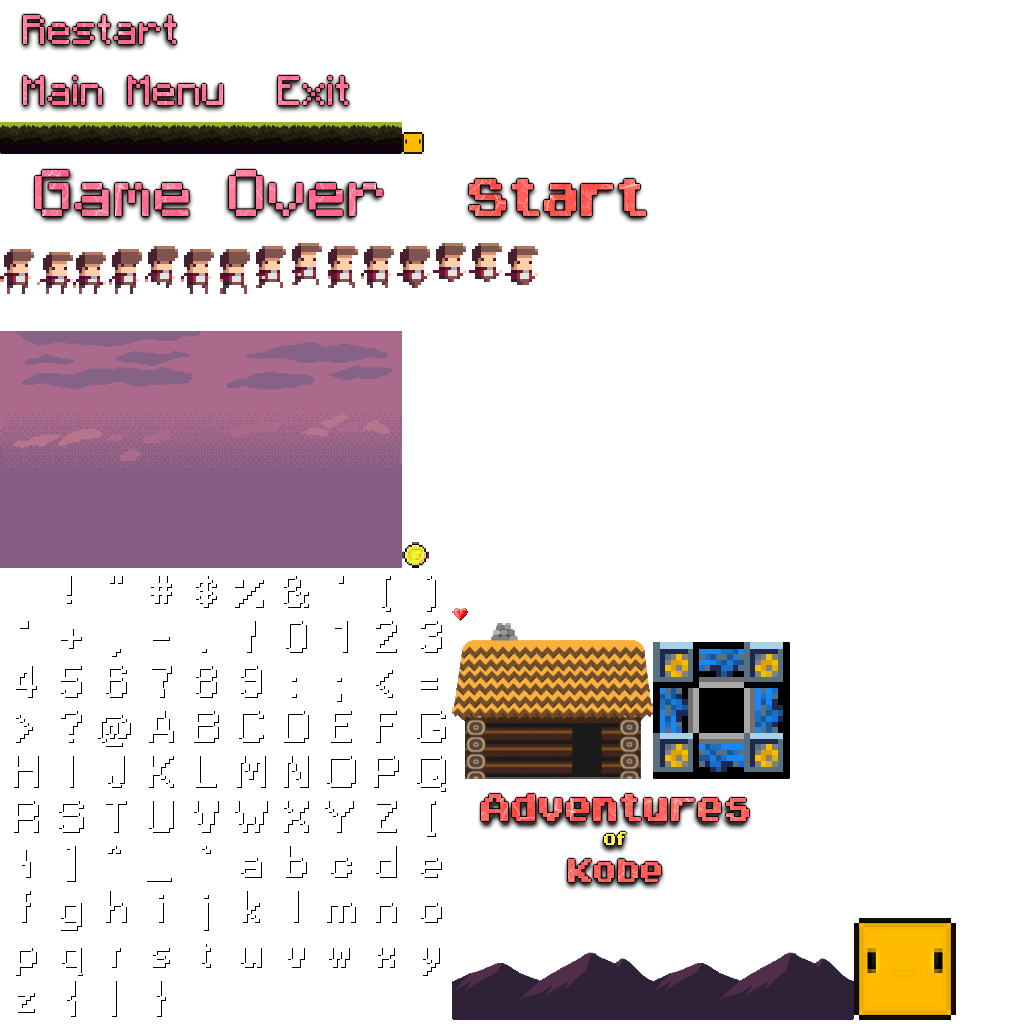 Restart
Main Menu Exit
Game Over Start
! " # $ % & ' ( )
* + , - . / 0 1 2 3
4 5 6 7 8 9 : ; < =
> ? @ A B C D E F G
H I J K L M N O P Q
R S T U V W X Y Z [
\ ] ^ _ ` a b c d e
f g h i j k l m n o
p q r s t u v w x y
z { | }
Adventures
of
Kobe